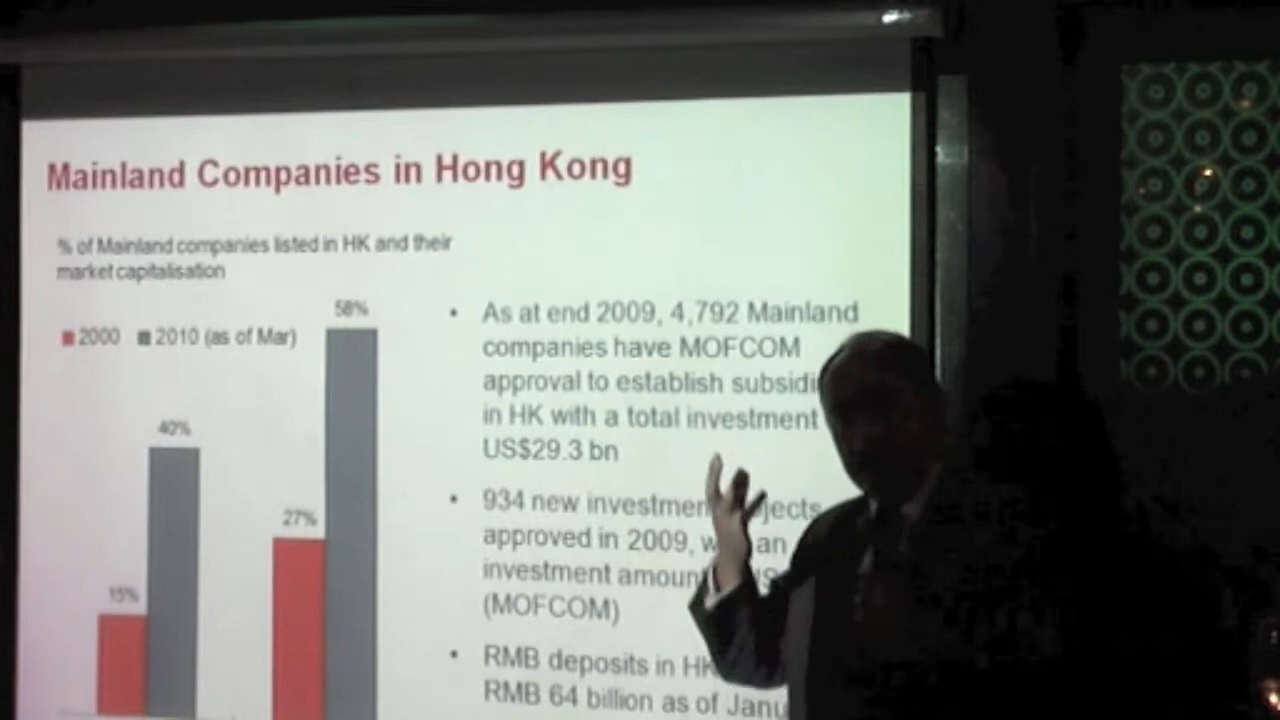 Mainland Companies in Hong Kong
% of Mainland companies listed in HK and their
market capitalisation
2000 2010 (as of Mar)
58%
40%
27%
15%
• As at end 2009, 4,792 Mainland
companies have MOFCOM
approval to establish
in HK with a total investment
US$29.3 bn
• 934 new
approved in 2009, an
investment
(MOFCOM)
• RMB deposits in
RMB 64 billion as of